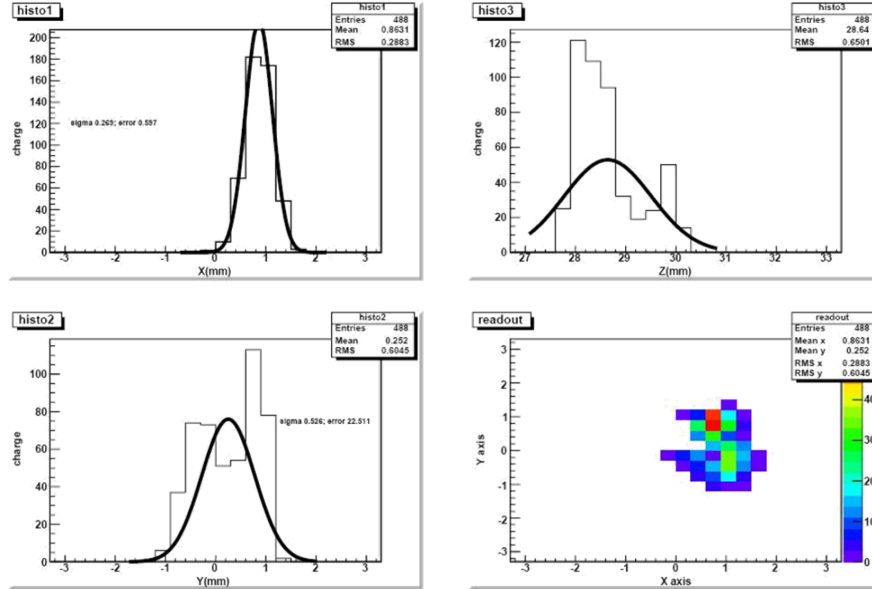 histo1
histo1
Entries 488
Mean 0.8631
RMS 0.2883
200
180
160
140
120
100
80
60
40
20
0
charge
sigma 0.269; error 0.597
-3 -2 -1 0 1 2 3
X(mm)
histo3
histo3
Entries 488
Mean 28.64
RMS 0.6501
120
100
80
60
40
20
0
charge
27 28 29 30 31 32 33
Z(mm)
histo2
histo2
Entries 488
Mean 0.252
RMS 0.6045
100
80
60
40
20
0
charge
sigma 0.526; error 22.511
-3 -2 -1 0 1 2 3
Y(mm)
readout
readout
Entries 488
Mean x 0.8631
Mean y 0.252
RMS x 0.2883
RMS y 0.6045
3
2
1
0
-1
-2
-3
Y axis
-3 -2 -1 0 1 2 3
X axis
40
30
20
10
0